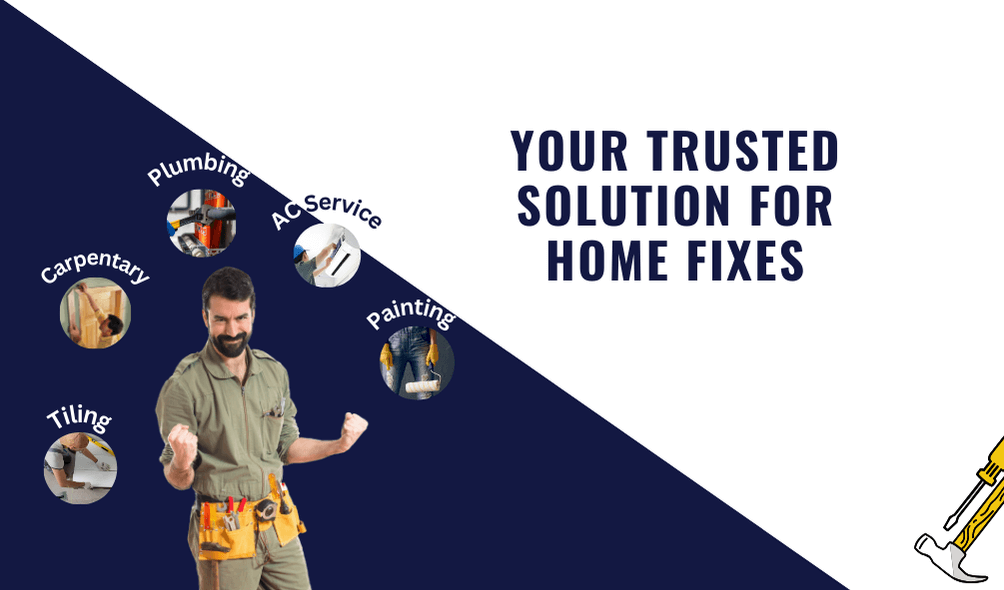 Plumbing
AC Service
Carpentary
Painting
Tiling
YOUR TRUSTED
SOLUTION FOR
HOME FIXES